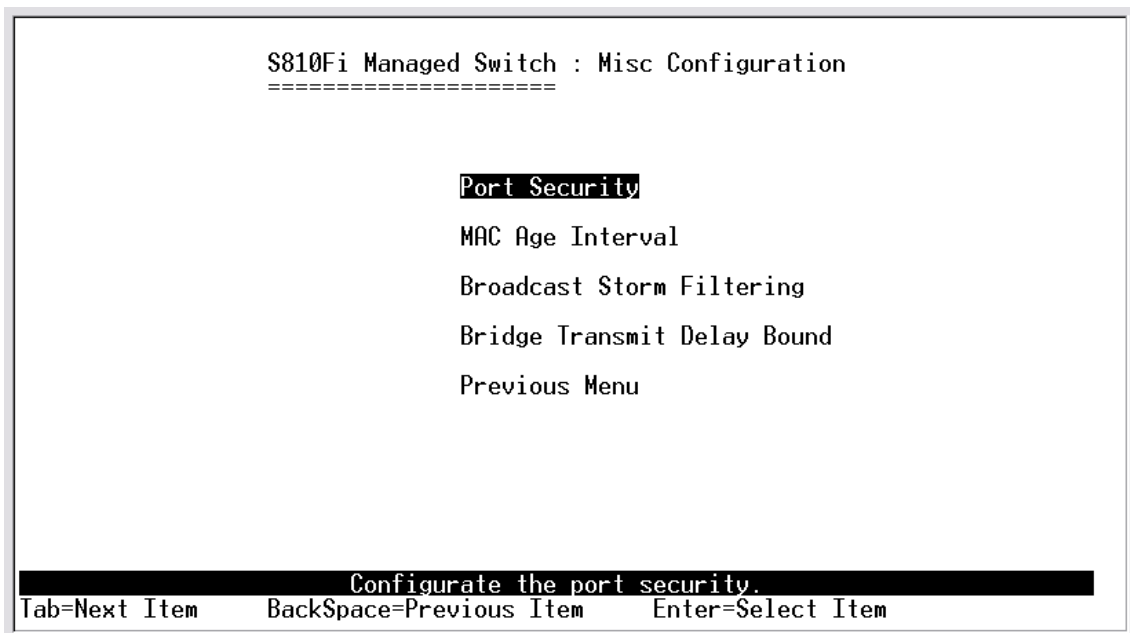 S810Fi Managed Switch : Misc Configuration
=====================
Port Security
MAC Age Interval
Broadcast Storm Filtering
Bridge Transmit Delay Bound
Previous Menu
Configurate the port security.
Tab=Next Item BackSpace=Previous Item Enter=Select Item